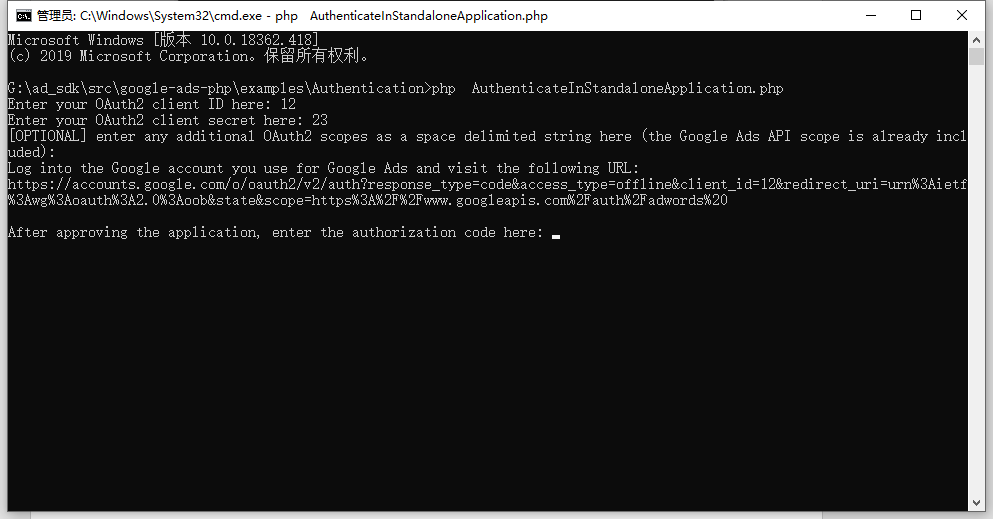 管理员: C:\Windows\System32\cmd.exe - php  AuthenticateInStandaloneApplication.php
Microsoft Windows [版本 10.0.18362.418]
(c) 2019 Microsoft Corporation。保留所有权利。
G:\ad_sdk\src\google-ads-php\examples\Authentication>php  AuthenticateInStandaloneApplication.php
Enter your OAuth2 client ID here: 12
Enter your OAuth2 client secret here: 23
[OPTIONAL] enter any additional OAuth2 scopes as a space delimited string here (the Google Ads API scope is already incl
uded):
Log into the Google account you use for Google Ads and visit the following URL:
https://accounts.google.com/o/oauth2/v2/auth?response_type=code&access_type=offline&client_id=12&redirect_uri=urn%3Aietf
%3Awg%3Aoauth%3A2.0%3Aoob&state&scope=https%3A%2F%2Fwww.googleapis.com%2Fauth%2Fadwords%20
After approving the application, enter the authorization code here: